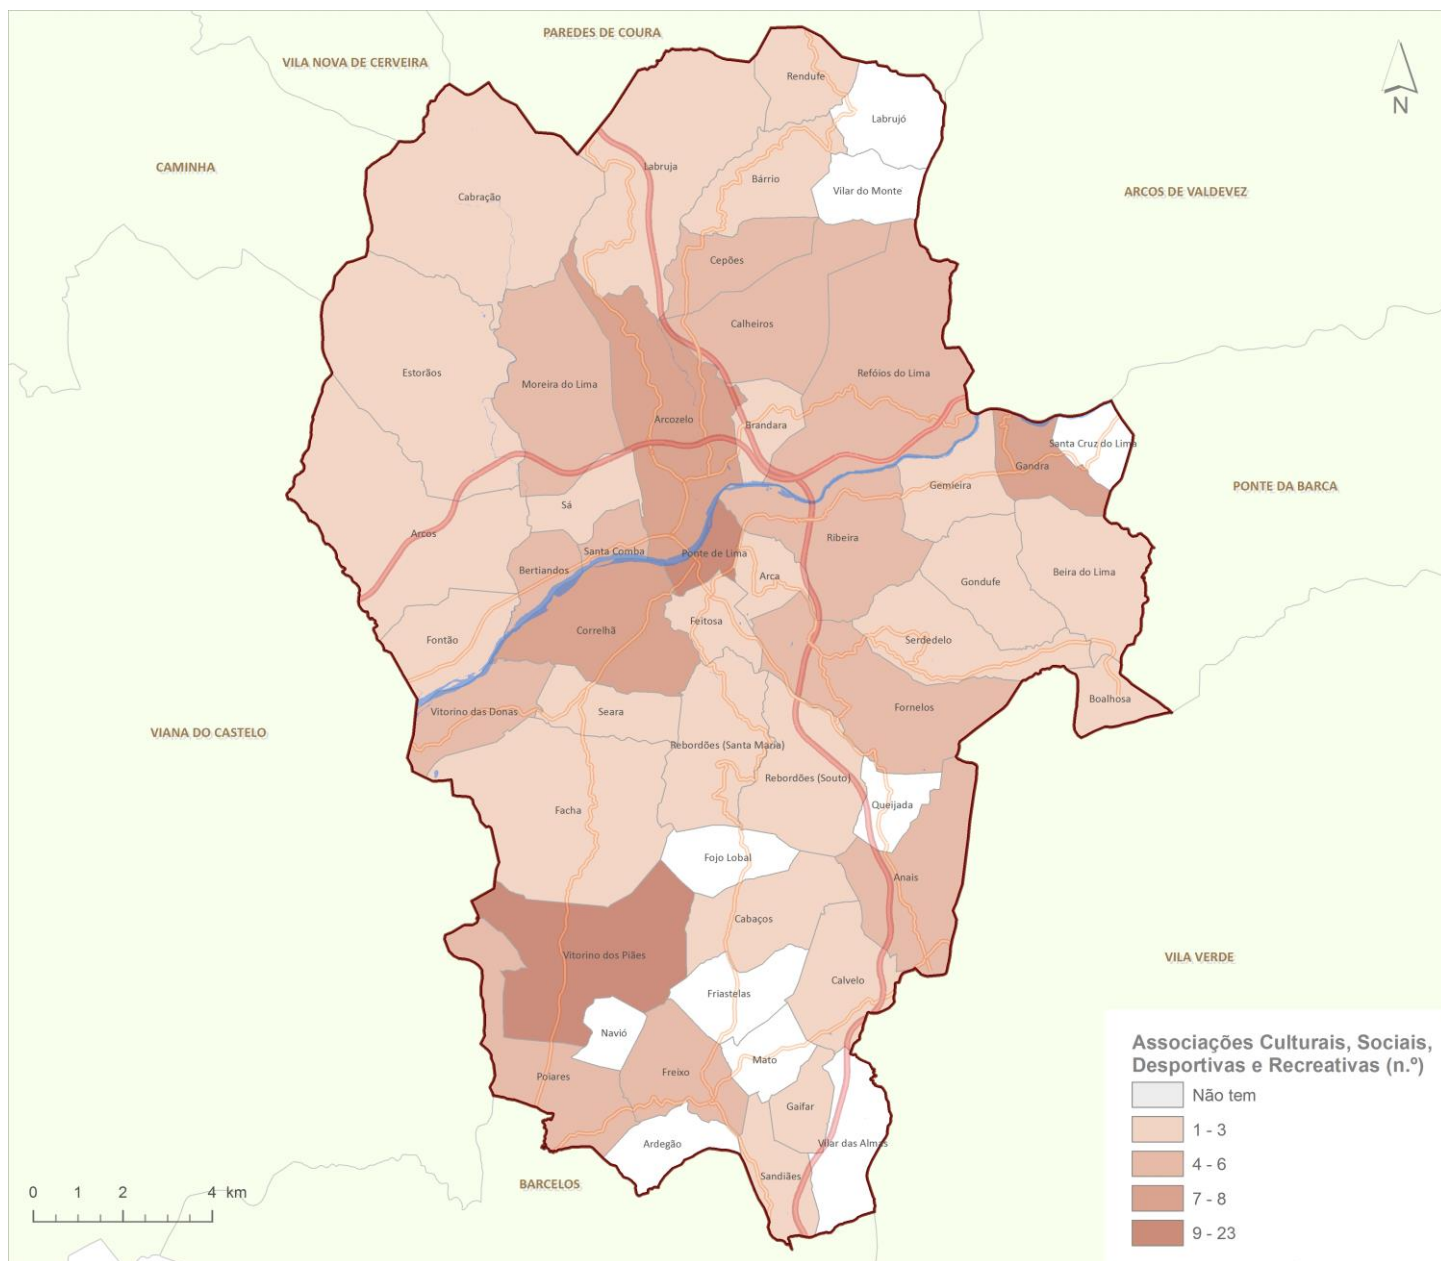 PAREDES DE COURA
VILA NOVA DE CERVEIRA
Rendufe
N
Labrujó
CAMINHA
Labruja
Bárrio
Vilar do Monte
ARCOS DE VALDEVEZ
Cabração
Cepões
Calheiros
Estorãos
Moreira do Lima
Refóios do Lima
Arcozelo
Brandara
Santa Cruz do Lima
Gandra
Gemieira
PONTE DA BARCA
Sá
Arcos
Santa Comba
Ponte de Lima
Ribeira
Bertiandos
Arca
Gondufe
Beira do Lima
Feitosa
Correlhã
Fontão
Serdedelo
Boalhosa
Vitorino das Donas
Seara
Fornelos
VIANA DO CASTELO
Rebordões (Santa Maria)
Rebordões (Souto)
Facha
Queijada
Fojo Lobal
Anais
Cabaços
Vitorino dos Piães
VILA VERDE
Calvelo
Friastelas
Navió
Mato
Poiares
Freixo
Gaifar
Ardegão
Vilar das Almas
Sandiães
BARCELOS
0 1 2 4 km
Associações Culturais, Sociais,
Desportivas e Recreativas (n.º)
Não tem
1 - 3
4 - 6
7 - 8
9 - 23